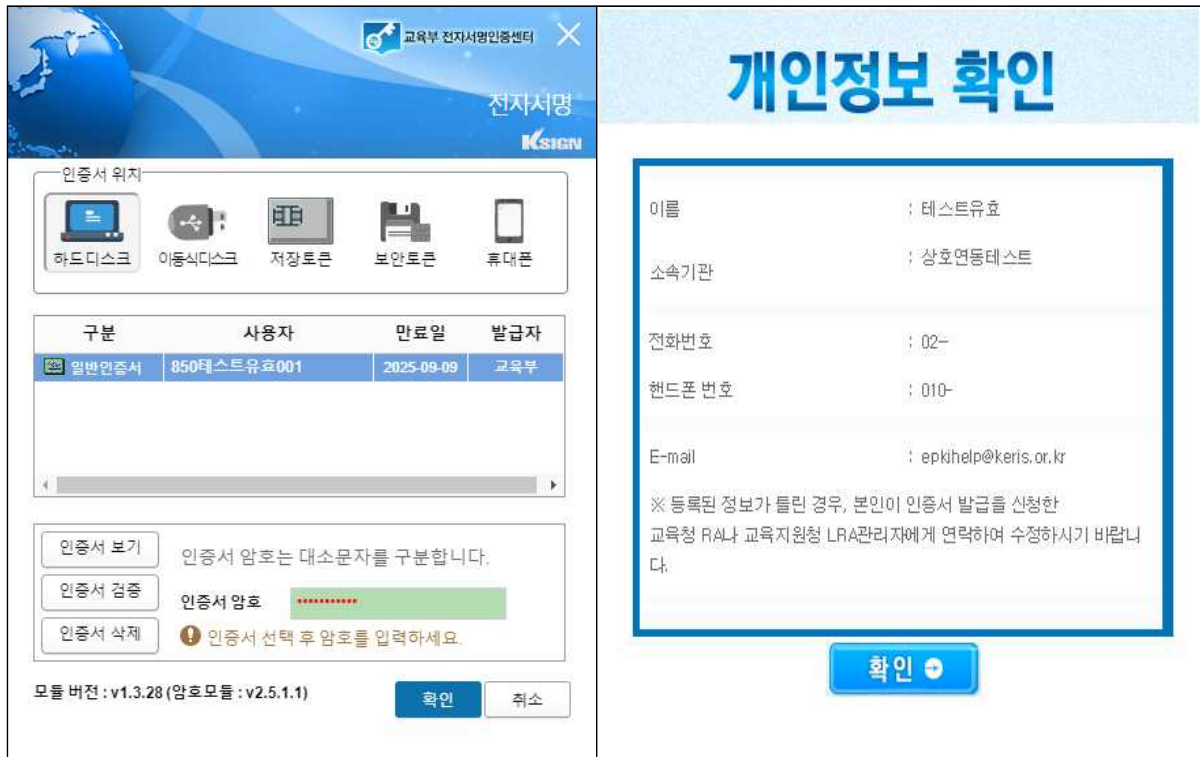 교육부 전자서명인증센터
전자서명
KSIGN
인증서 위치
하드디스크 이동식디스크 저장토큰 보안토큰 휴대폰
구분 사용자 만료일 발급자
일반인증서 850테스트유효001 2025-09-09 교육부
인증서 보기
인증서 암호는 대소문자를 구분합니다.
인증서 검증
인증서 암호 •••••••••••
인증서 삭제
인증서 선택 후 암호를 입력하세요.
모듈 버전 : v1.3.28 (암호모듈 : v2.5.1.1)
확인 취소
개인정보 확인
이름 : 테스트유효
소속기관 : 상호연동테스트
전화번호 : 02-
핸드폰 번호 : 010-
E-mail : epkihelp@keris.or.kr
※ 등록된 정보가 틀린 경우, 본인이 인증서 발급을 신청한
교육청 RA나 교육지원청 LRA관리자에게 연락하여 수정하시기 바랍니
다.
확인